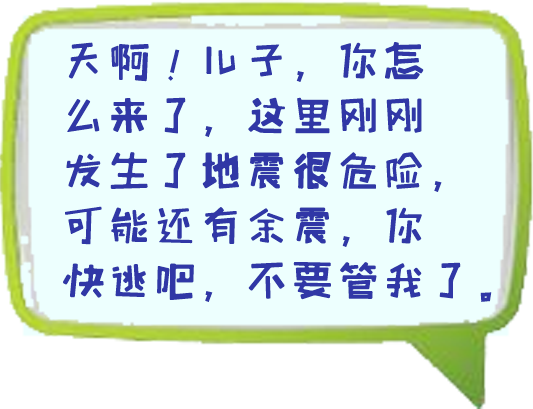 天啊！儿子，你怎
么来了，这里刚刚
发生了地震很危险，
可能还有余震，你
快逃吧，不要管我了。